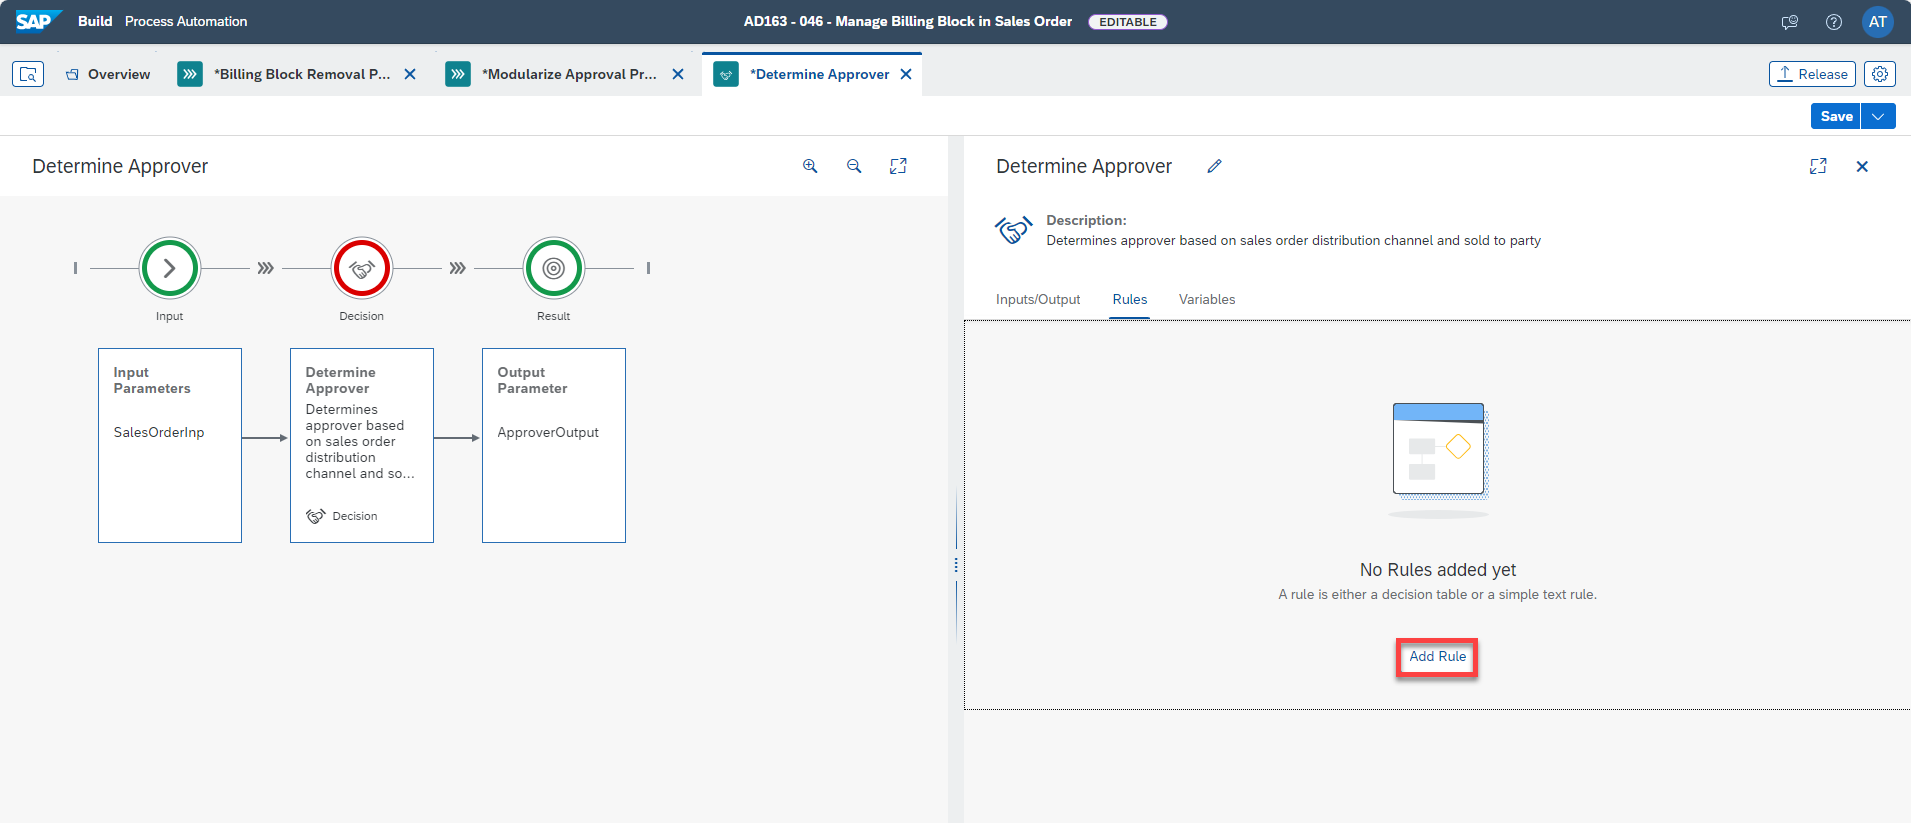 SAP Build Process Automation
AD163 - 046 - Manage Billing Block in Sales Order EDITABLE
AT
Overview
*Billing Block Removal P...
*Modularize Approval Pr...
*Determine Approver
Release
Save
Determine Approver
Input
Decision
Result
Input
Parameters
SalesOrderInp
Determine
Approver
Determines
approver based
on sales order
distribution
channel and so...
Decision
Output
Parameter
ApproverOutput
Determine Approver
Description:
Determines approver based on sales order distribution channel and sold to party
Inputs/Output Rules Variables
No Rules added yet
A rule is either a decision table or a simple text rule.
Add Rule